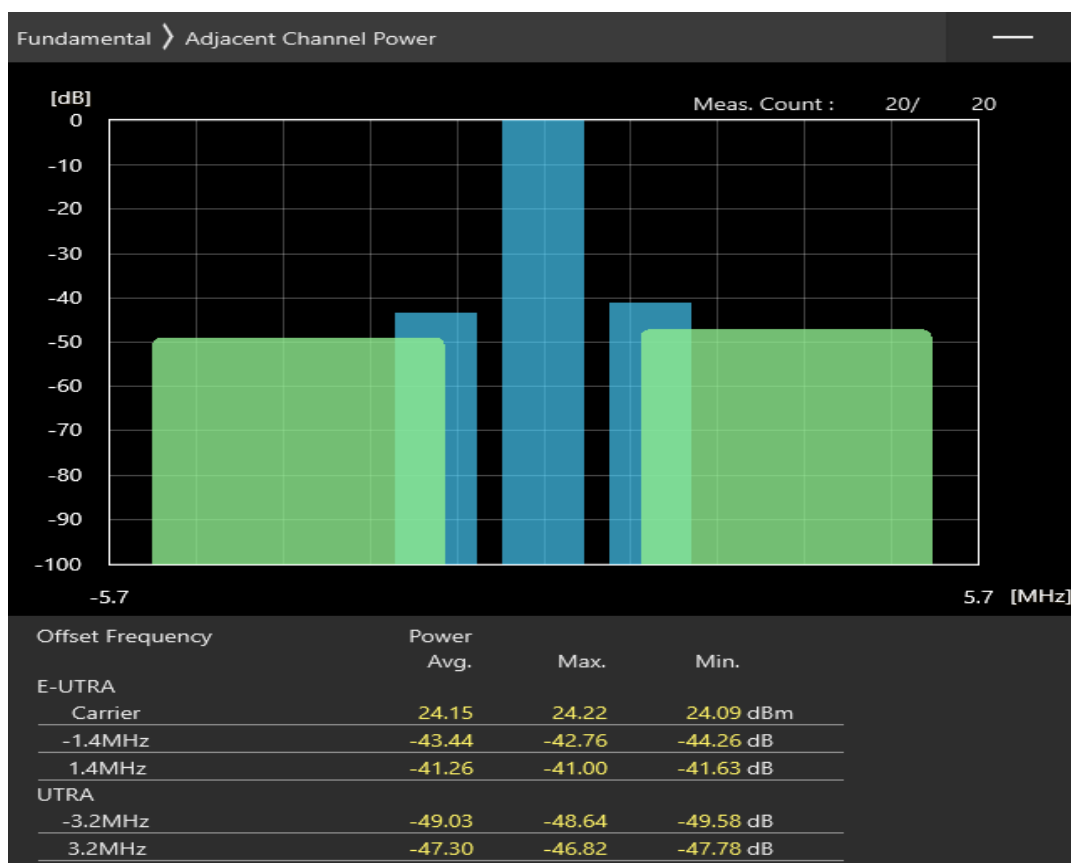 Fundamental ❯ Adjacent Channel Power
[dB]
Meas. Count : 20/ 20
0
-10
-20
-30
-40
-50
-60
-70
-80
-90
-100
-5.7 5.7 [MHz]
Offset Frequency Power
Avg. Max. Min.
E-UTRA
Carrier 24.15 24.22 24.09 dBm
-1.4MHz -43.44 -42.76 -44.26 dB
1.4MHz -41.26 -41.00 -41.63 dB
UTRA
-3.2MHz -49.03 -48.64 -49.58 dB
3.2MHz -47.30 -46.82 -47.78 dB